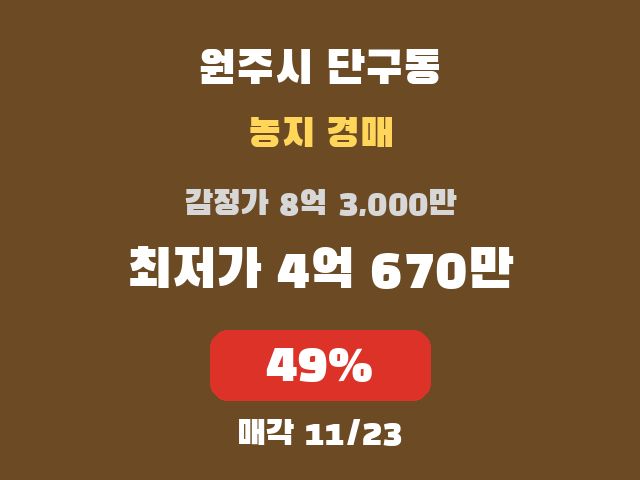 원주시 단구동
농지 경매
감정가 8억 3,000만
최저가 4억 670만
49%
매각 11/23